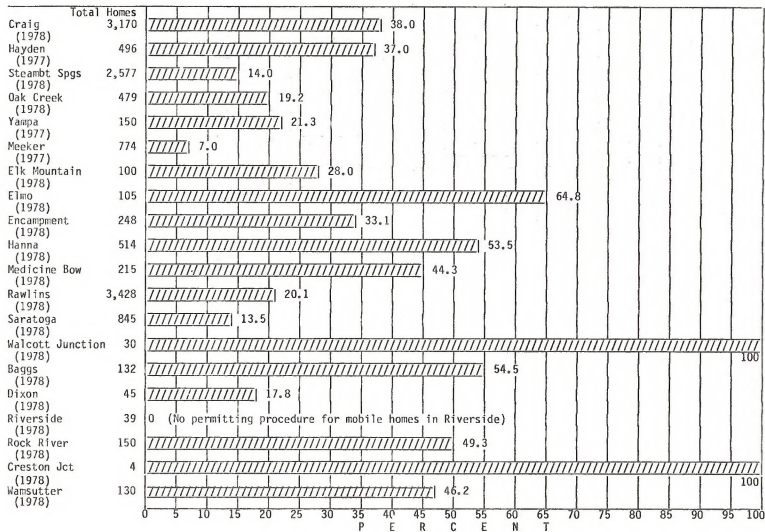 Total Homes
Craig 3,170 38.0
(1978)
Hayden 496 37.0
(1977)
Steambt Spgs 2,577 14.0
(1978)
Oak Creek 479 19.2
(1978)
Yampa 150 21.3
(1977)
Meeker 774 7.0
(1977)
Elk Mountain 100 28.0
(1978)
Elmo 105 64.8
(1978)
Encampment 248 33.1
(1978)
Hanna 514 53.5
(1978)
Medicine Bow 215 44.3
(1978)
Rawlins 3,428 20.1
(1978)
Saratoga 845 13.5
(1978)
Walcott Junction 30
(1978) 100
Baggs 132 54.5
(1978)
Dixon 45 17.8
(1978)
Riverside 39 0 (No permitting procedure for mobile homes in Riverside)
(1978)
Rock River 150 49.3
(1978)
Creston Jct 4
(1978) 100
Wamsutter 130 46.2
(1978)
0 5 10 15 20 25 30 35 40 45 50 55 60 65 70 75 80 85 90 95 100
P E R C E N T